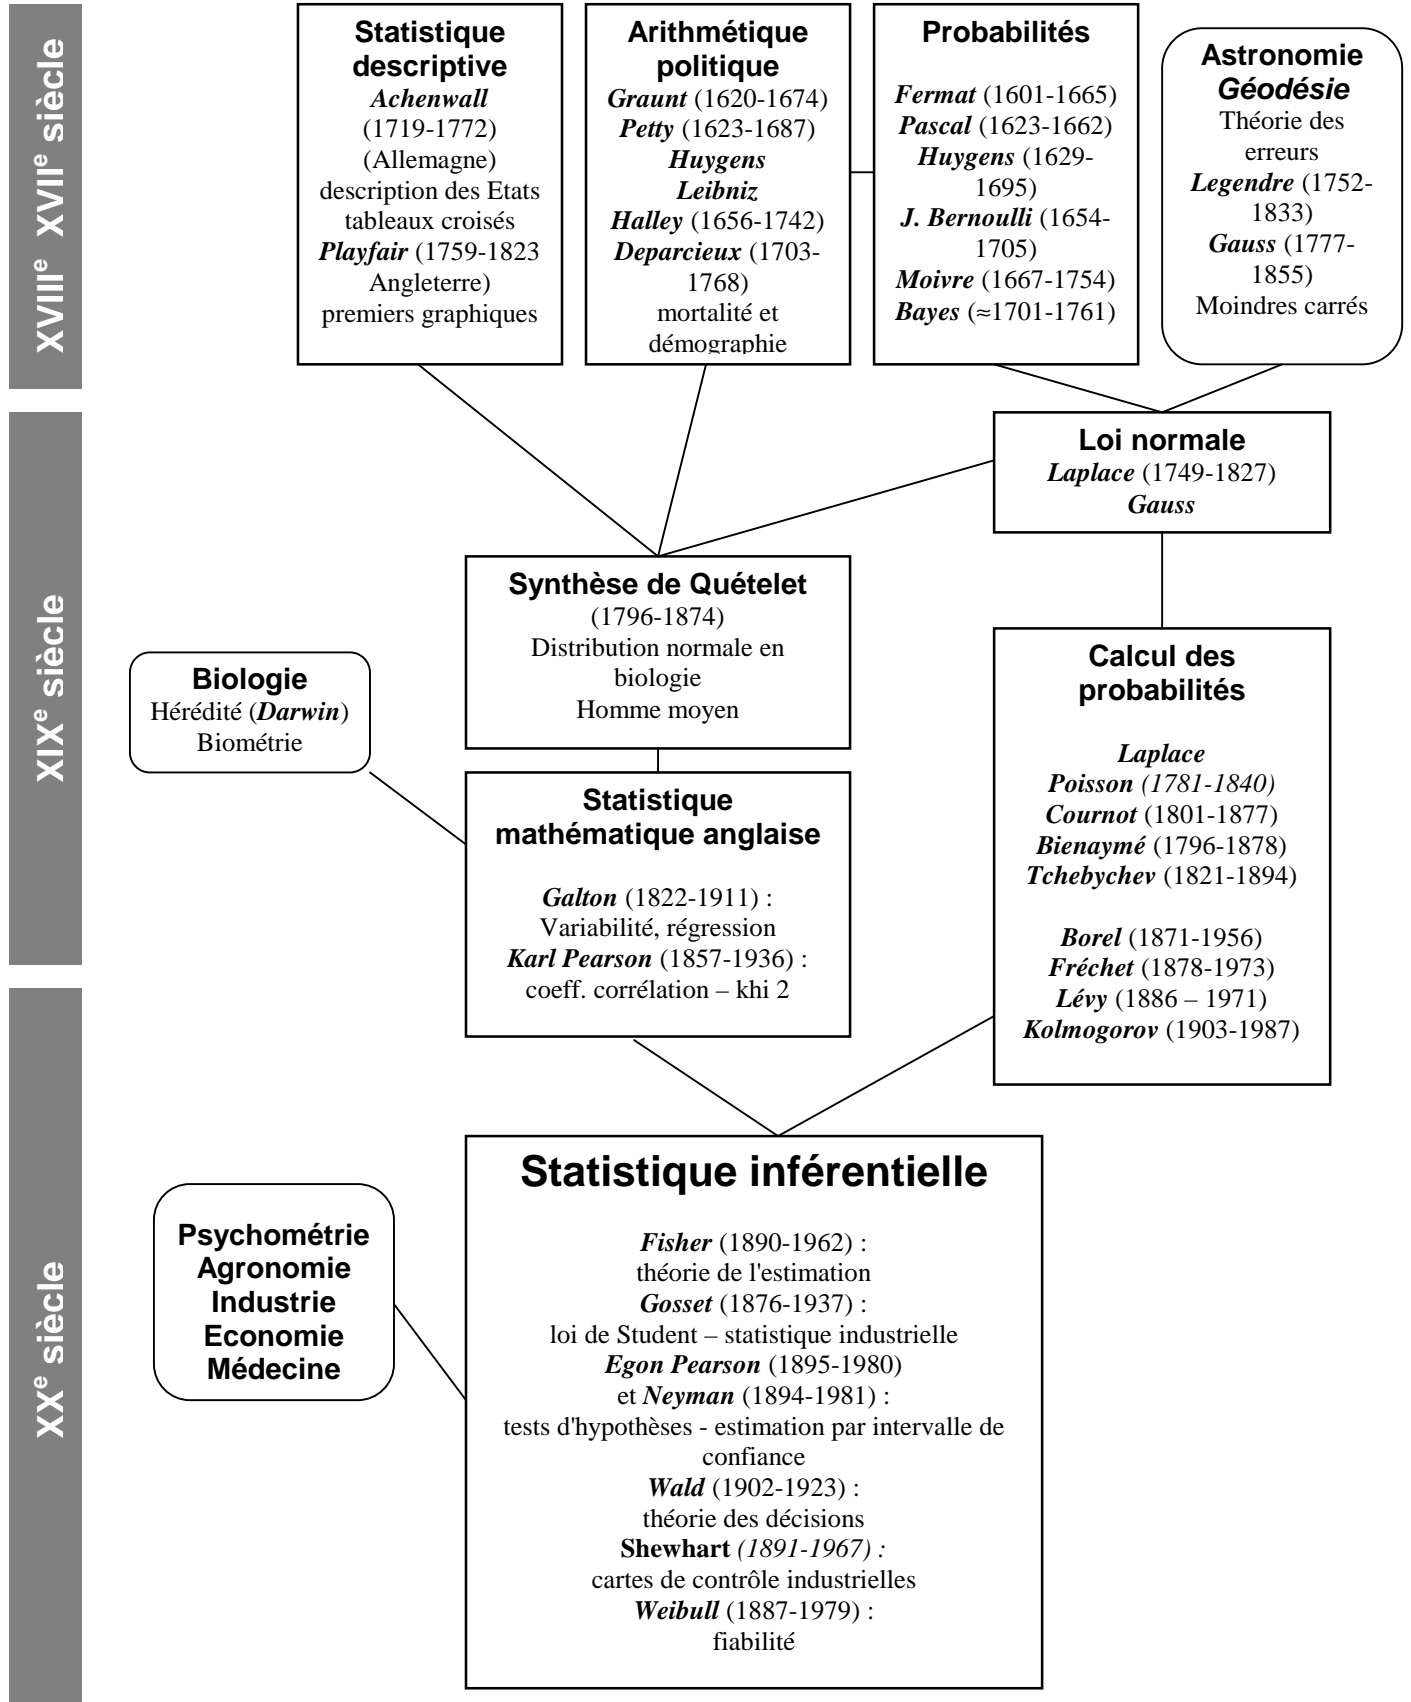 XVIIIe XVIIe siècle
Statistique
descriptive
Achenwall
(1719-1772)
(Allemagne)
description des Etats
tableaux croisés
Playfair (1759-1823
Angleterre)
premiers graphiques
Arithmétique
politique
Graunt (1620-1674)
Petty (1623-1687)
Huygens
Leibniz
Halley (1656-1742)
Deparcieux (1703-
1768)
mortalité et
démographie
Probabilités
Fermat (1601-1665)
Pascal (1623-1662)
Huygens (1629-
1695)
J. Bernoulli (1654-
1705)
Moivre (1667-1754)
Bayes (≈1701-1761)
Astronomie
Géodésie
Théorie des
erreurs
Legendre (1752-
1833)
Gauss (1777-
1855)
Moindres carrés
XIXe siècle
Loi normale
Laplace (1749-1827)
Gauss
Synthèse de Quételet
(1796-1874)
Distribution normale en
biologie
Homme moyen
Biologie
Hérédité (Darwin)
Biométrie
Statistique
mathématique anglaise
Galton (1822-1911) :
Variabilité, régression
Karl Pearson (1857-1936) :
coeff. corrélation – khi 2
Calcul des
probabilités
Laplace
Poisson (1781-1840)
Cournot (1801-1877)
Bienaymé (1796-1878)
Tchebychev (1821-1894)
Borel (1871-1956)
Fréchet (1878-1973)
Lévy (1886 – 1971)
Kolmogorov (1903-1987)
XXe siècle
Psychométrie
Agronomie
Industrie
Economie
Médecine
Statistique inférentielle
Fisher (1890-1962) :
théorie de l'estimation
Gosset (1876-1937) :
loi de Student – statistique industrielle
Egon Pearson (1895-1980)
et Neyman (1894-1981) :
tests d'hypothèses - estimation par intervalle de
confiance
Wald (1902-1923) :
théorie des décisions
Shewhart (1891-1967) :
cartes de contrôle industrielles
Weibull (1887-1979) :
fiabilité